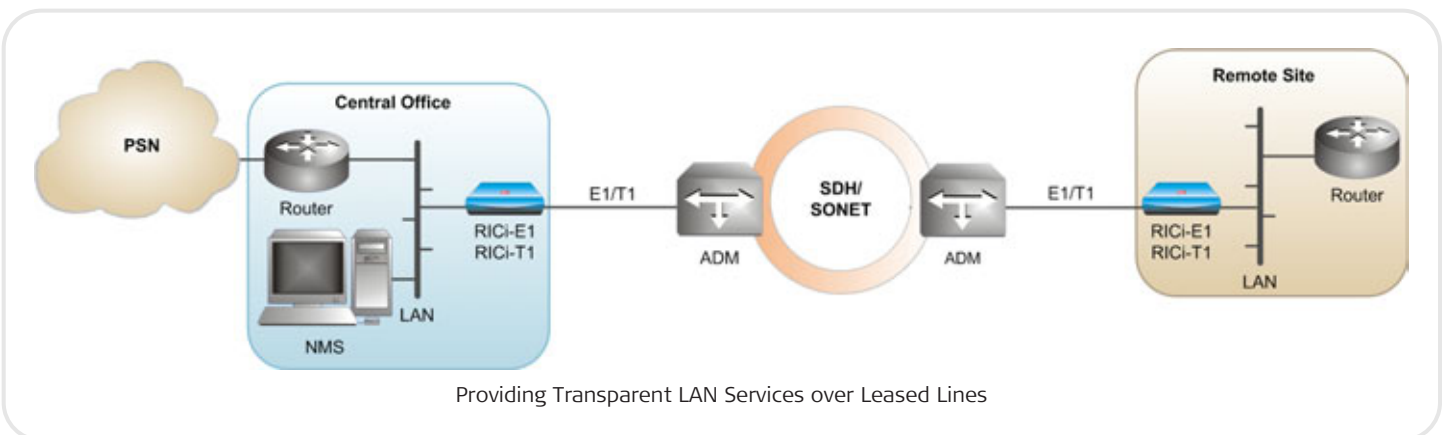 PSN
Central Office
Router
NMS
LAN
RICi-E1
RICi-T1
E1/T1
ADM
SDH/
SONET
ADM
E1/T1
Remote Site
RICi-E1
RICi-T1
LAN
Router
Providing Transparent LAN Services over Leased Lines